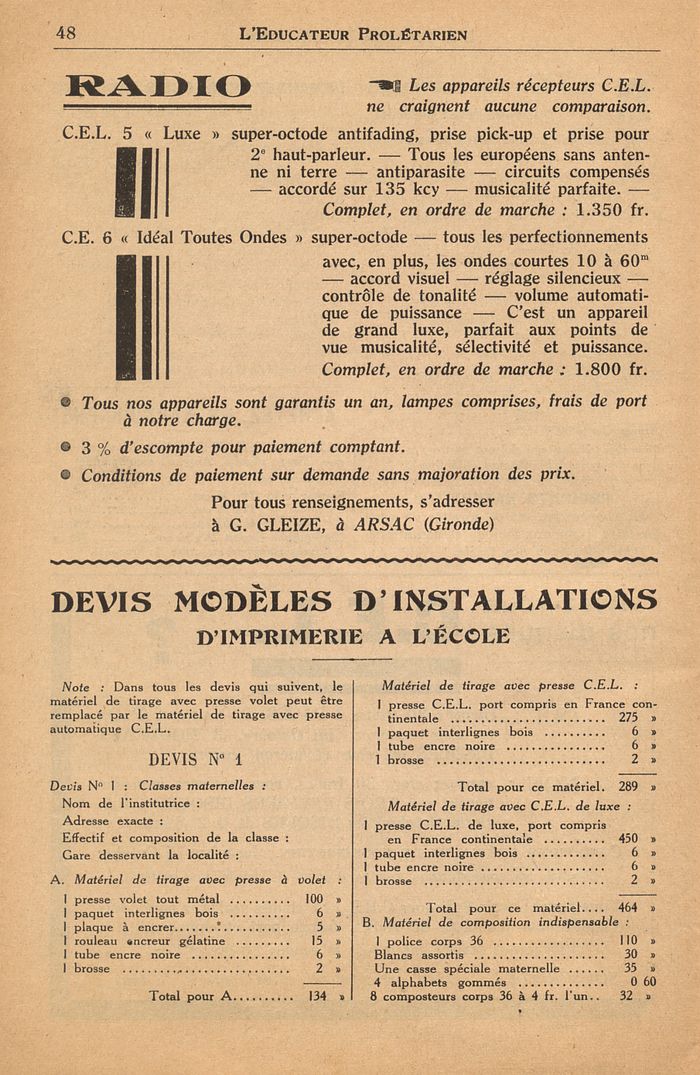 48
L'EDUCATEUR PROLÉTARIEN
RADIO
Les appareils récepteurs C.E.L.
ne craignent aucune comparaison.
C.E.L. 5 « Luxe » super-octode antifading, prise pick-up et prise pour
2e haut-parleur. — Tous les européens sans anten-
ne ni terre — antiparasite — circuits compensés
— accordé sur 135 kcy — musicalité parfaite. —
Complet, en ordre de marche : 1.350 fr.
C.E. 6 « Idéal Toutes Ondes » super-octode — tous les perfectionnements
avec, en plus, les ondes courtes 10 à 60m
— accord visuel — réglage silencieux —
contrôle de tonalité — volume automati-
que de puissance — C'est un appareil
de grand luxe, parfait aux points de
vue musicalité, sélectivité et puissance.
Complet, en ordre de marche : 1.800 fr.
Tous nos appareils sont garantis un an, lampes comprises, frais de port
à notre charge.
3 % d'escompte pour paiement comptant.
Conditions de paiement sur demande sans majoration des prix.
Pour tous renseignements, s'adresser
à G. GLEIZE, à ARSAC (Gironde)
DEVIS MODÈLES D'INSTALLATIONS
D'IMPRIMERIE A L'ÉCOLE
Note : Dans tous les devis qui suivent, le
matériel de tirage avec presse volet peut être
remplacé par le matériel de tirage avec presse
automatique C.E.L.
DEVIS No 1
Devis No 1 : Classes maternelles :
Nom de l'institutrice :
Adresse exacte :
Effectif et composition de la classe :
Gare desservant la localité :
A. Matériel de tirage avec presse à volet :
1 presse volet tout métal .......... 100 »
1 paquet interlignes bois .......... 6 »
1 plaque à encrer................ 5 »
1 rouleau encreur gélatine ......... 15 »
1 tube encre noire ............... 6 »
1 brosse ........................ 2 »
Total pour A.......... 134 »
Matériel de tirage avec presse C.E.L. :
1 presse C.E.L. port compris en France con-
tinentale ........................ 275 »
1 paquet interlignes bois .......... 6 »
1 tube encre noire ................ 6 »
1 brosse .......................... 2 »
Total pour ce matériel. 289 »
Matériel de tirage avec C.E.L. de luxe :
1 presse C.E.L. de luxe, port compris
en France continentale .......... 450 »
1 paquet interlignes bois ............ 6 »
1 tube encre noire ................ 6 »
1 brosse .......................... 2 »
Total pour ce matériel.... 464 »
B. Matériel de composition indispensable :
1 police corps 36 ................. 110 »
Blancs assortis ................... 30 »
Une casse spéciale maternelle ...... 35 »
4 alphabets gommés .............. 0 60
8 composteurs corps 36 à 4 fr. l'un.. 32 »